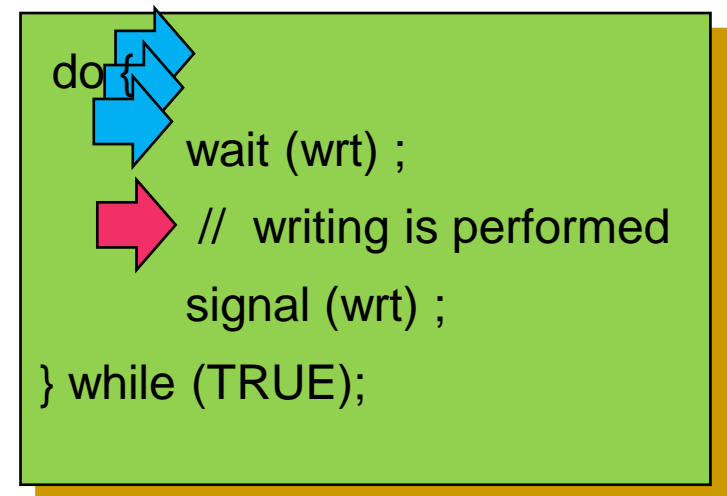 do {
wait (wrt) ;
// writing is performed
signal (wrt) ;
} while (TRUE);